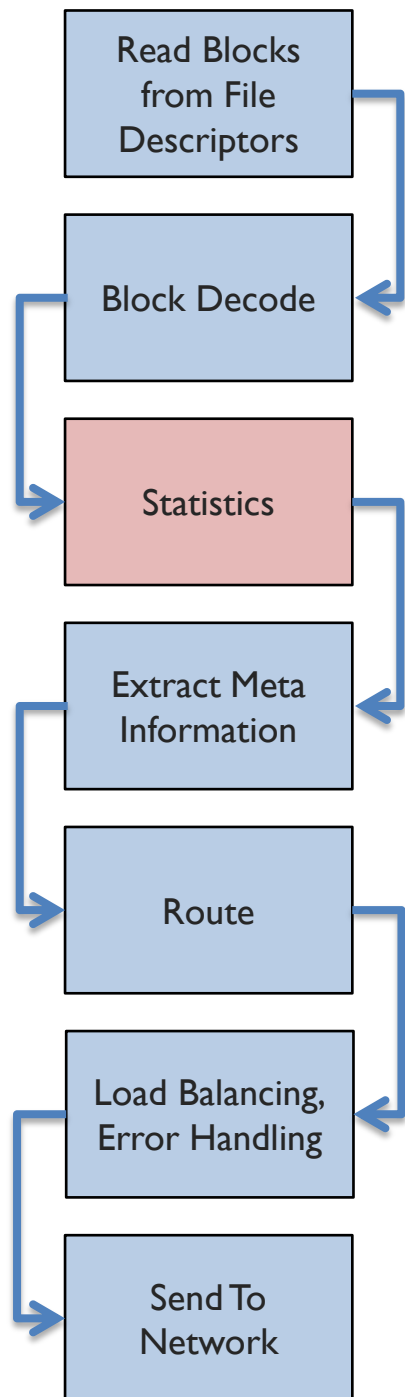 Read Blocks
from File
Descriptors
Block Decode
Statistics
Extract Meta
Information
Route
Load Balancing,
Error Handling
Send To
Network